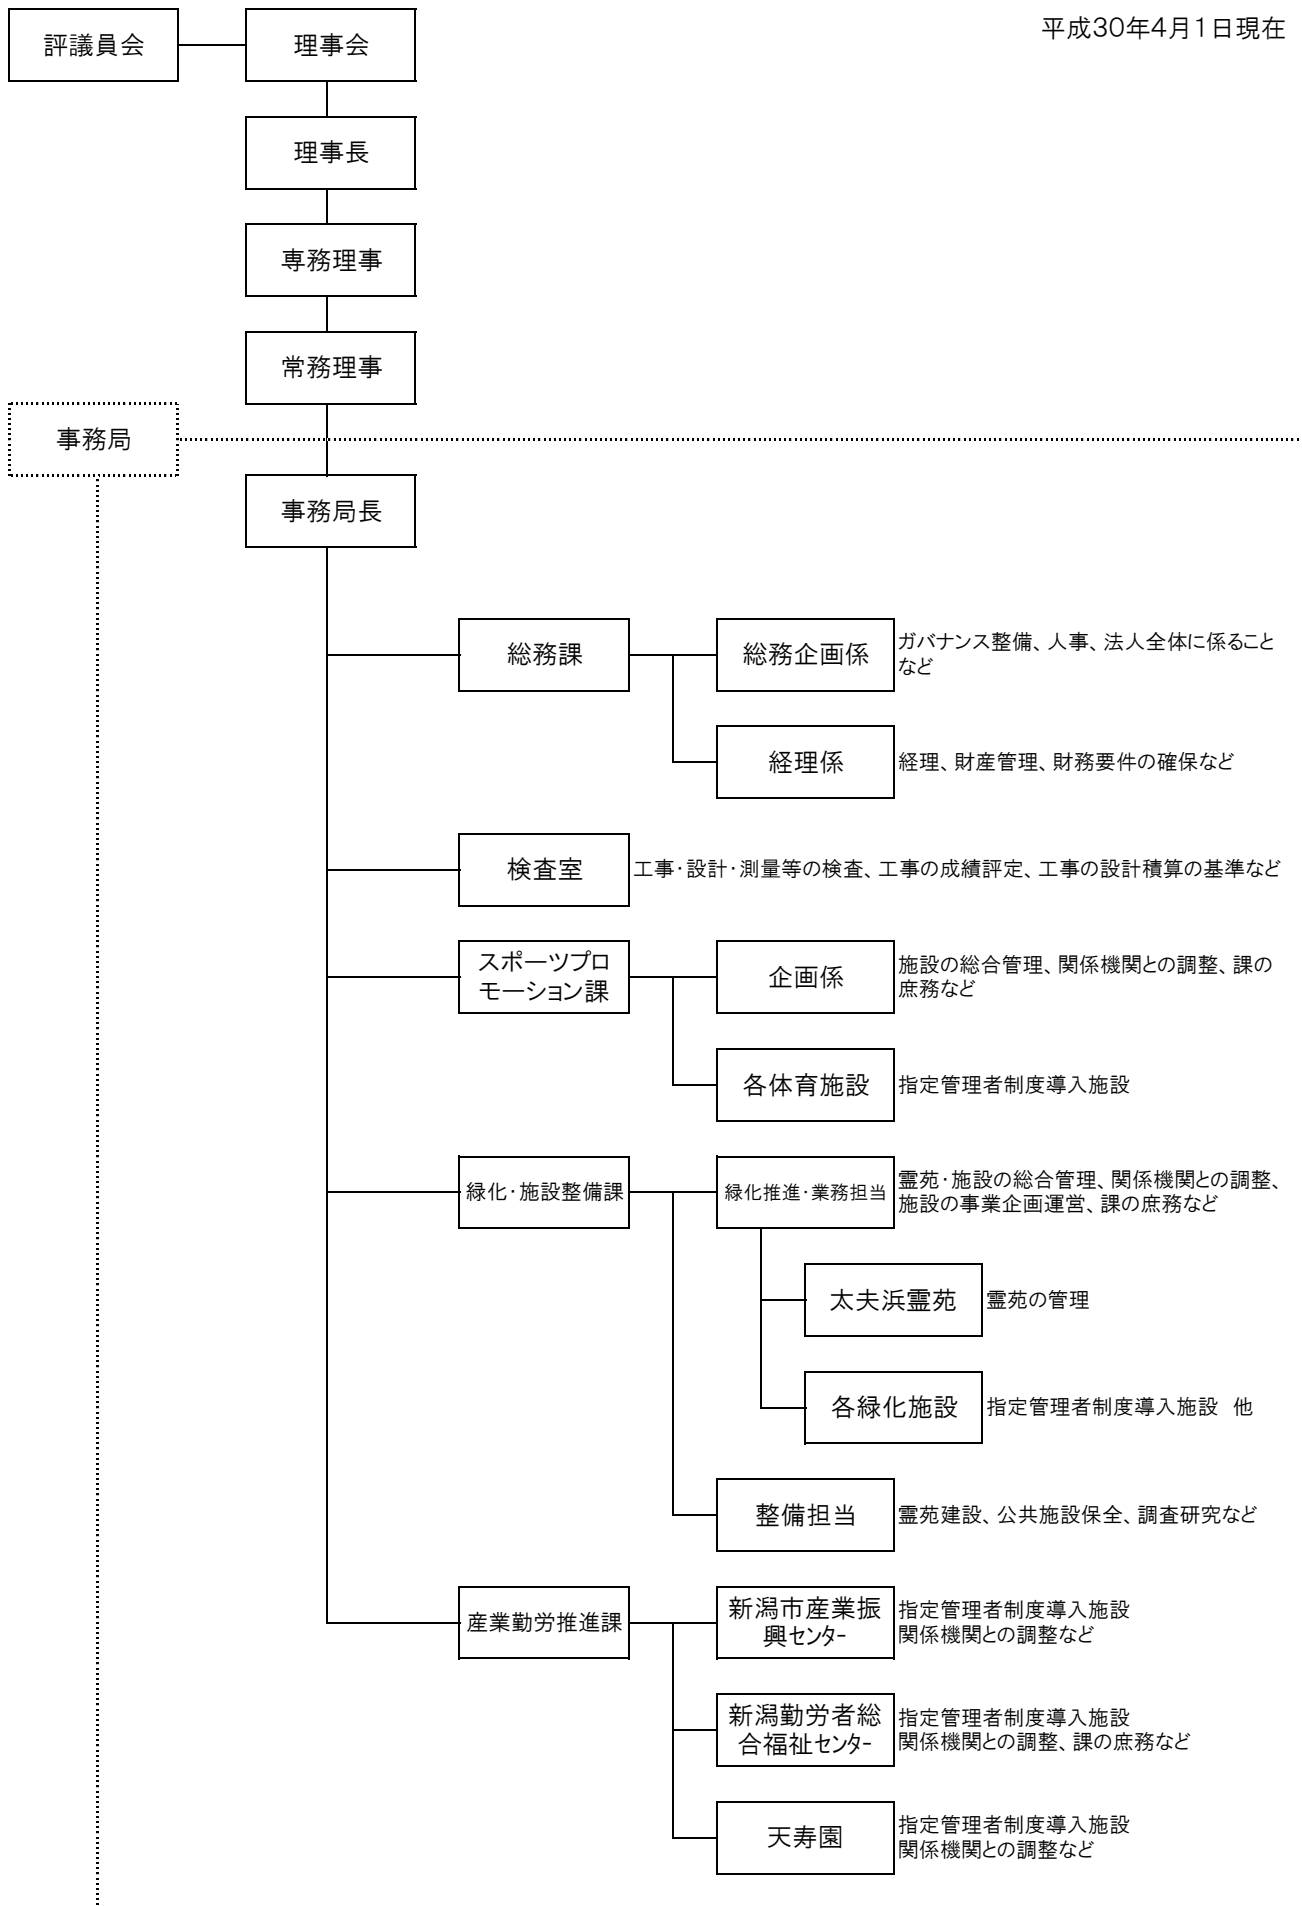 平成30年4月1日現在
評議員会
理事会
理事長
専務理事
常務理事
事務局
事務局長
総務課
総務企画係
ガバナンス整備、人事、法人全体に係ること
など
経理係
経理、財産管理、財務要件の確保など
検査室
工事・設計・測量等の検査、工事の成績評定、工事の設計積算の基準など
スポーツプロ
モーション課
企画係
施設の総合管理、関係機関との調整、課の
庶務など
各体育施設
指定管理者制度導入施設
緑化・施設整備課
緑化推進・業務担当
霊苑・施設の総合管理、関係機関との調整、
施設の事業企画運営、課の庶務など
太夫浜霊苑
霊苑の管理
各緑化施設
指定管理者制度導入施設　他
整備担当
霊苑建設、公共施設保全、調査研究など
産業勤労推進課
新潟市産業振
興センター
指定管理者制度導入施設
関係機関との調整など
新潟勤労者総
合福祉センター
指定管理者制度導入施設
関係機関との調整、課の庶務など
天寿園
指定管理者制度導入施設
関係機関との調整など